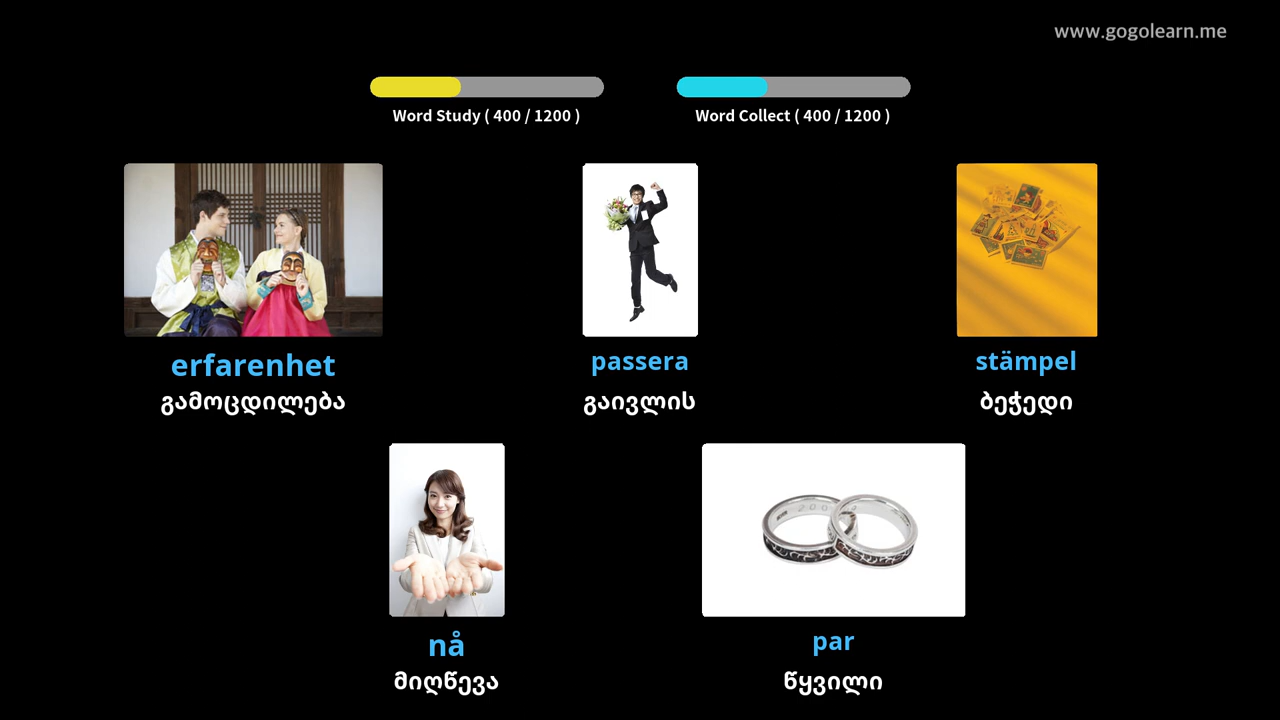 www.gogolearn.me
Word Study ( 400 / 1200 )
Word Collect ( 400 / 1200 )
erfarenhet
გამოცდილება
passera
გაივლის
stämpel
ბეჭედი
nå
მიღწევა
par
წყვილი